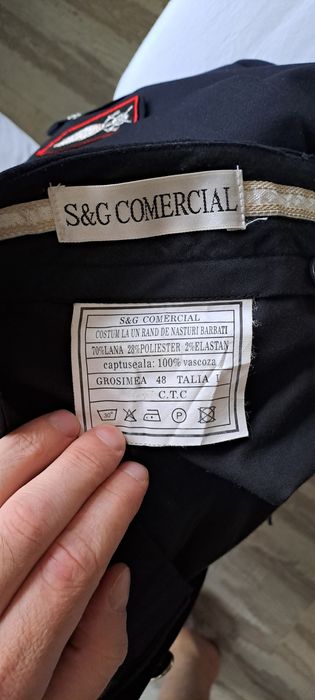 S&G COMERCIAL
S&G COMERCIAL
COSTUM LA UN RAND DE NASTURI BARBATI
70%LANA 28%POLIESTER 2%ELASTAN
captuseala: 100% vascoza
GROSIMEA 48 TALIA I
C.T.C
30° P